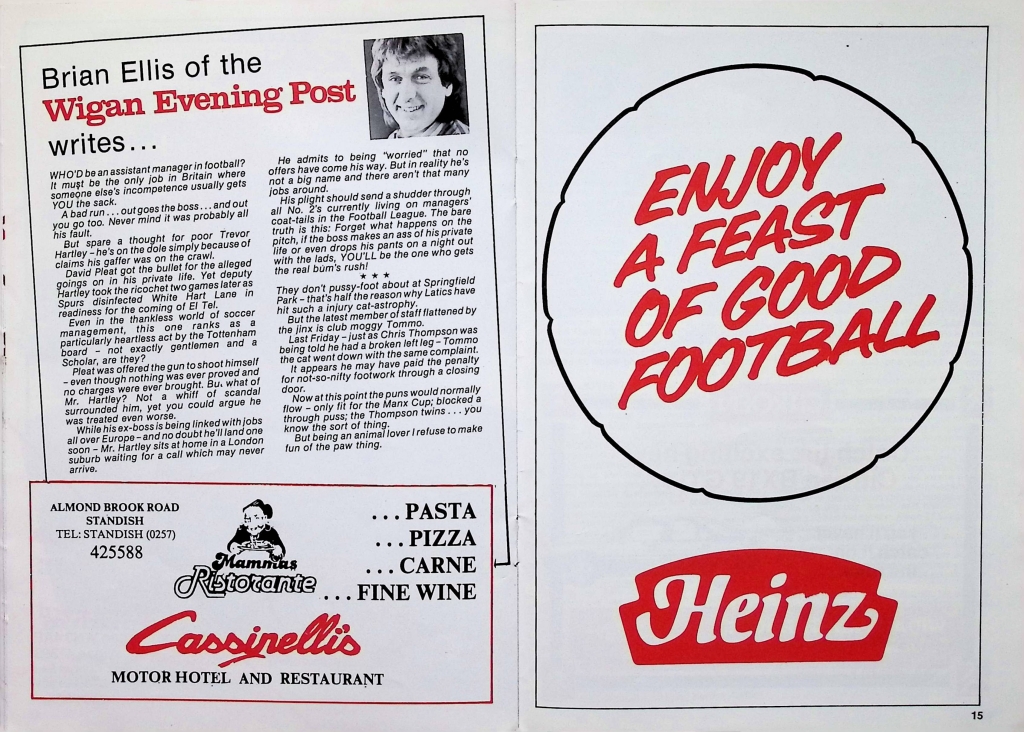 Brian Ellis of the
Wigan Evening Post
writes...
WHO'D be an assistant manager in football?
It must be the only job in Britain where
someone else's incompetence usually gets
YOU the sack.
A bad run . . . out goes the boss . . . and out
you go too. Never mind it was probably all
his fault.
But spare a thought for poor Trevor
Hartley – he's on the dole simply because of
claims his gaffer was on the crawl.
David Pleat got the bullet for the alleged
goings on in his private life. Yet deputy
Hartley took the ricochet two games later as
Spurs disinfected White Hart Lane in
readiness for the coming of El Tel.
Even in the thankless world of soccer
management, this one ranks as a
particularly heartless act by the Tottenham
board – not exactly gentlemen and a
Scholar, are they?
Pleat was offered the gun to shoot himself
– even though nothing was ever proved and
no charges were ever brought. But what of
Mr. Hartley? Not a whiff of scandal
surrounded him, yet you could argue he
was treated even worse.
While his ex-boss is being linked with jobs
all over Europe – and no doubt he'll land one
soon – Mr. Hartley sits at home in a London
suburb waiting for a call which may never
arrive.
He admits to being "worried" that no
offers have come his way. But in reality he's
not a big name and there aren't that many
jobs around.
His plight should send a shudder through
all No. 2's currently living on managers'
coat-tails in the Football League. The bare
truth is this: Forget what happens on the
pitch, if the boss makes an ass of his private
life or even drops his pants on a night out
with the lads, YOU'LL be the one who gets
the real bum's rush!
★ ★ ★
They don't pussy-foot about at Springfield
Park – that's half the reason why Latics have
hit such a injury cat-astrophy.
But the latest member of staff flattened by
the jinx is club moggy Tommo.
Last Friday – just as Chris Thompson was
being told he had a broken left leg – Tommo
the cat went down with the same complaint.
It appears he may have paid the penalty
for not-so-nifty footwork through a closing
door.
Now at this point the puns would normally
flow – only fit for the Manx Cup; blocked a
through puss; the Thompson twins . . . you
know the sort of thing.
But being an animal lover I refuse to make
fun of the paw thing.
ALMOND BROOK ROAD
STANDISH
TEL: STANDISH (0257)
425588
Mammas
Ristorante
...PASTA
...PIZZA
...CARNE
...FINE WINE
Cassinelli's
MOTOR HOTEL AND RESTAURANT
ENJOY
A FEAST
OF GOOD
FOOTBALL
Heinz
15